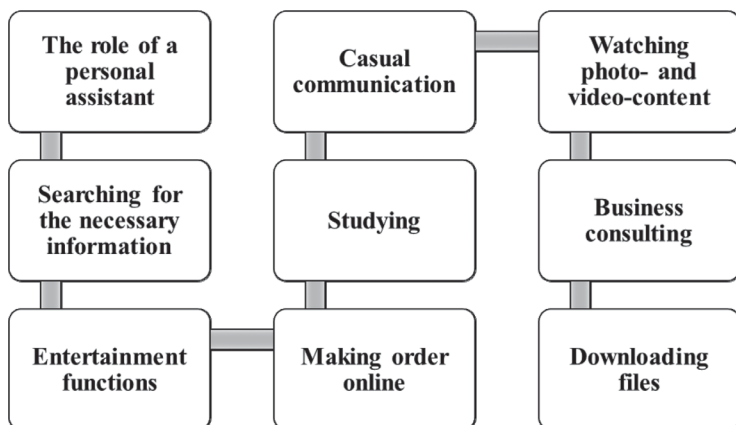 The role of a
personal
assistant
Searching for
the necessary
information
Entertainment
functions
Making order
online
Studying
Casual
communication
Watching
photo- and
video-content
Business
consulting
Downloading
files